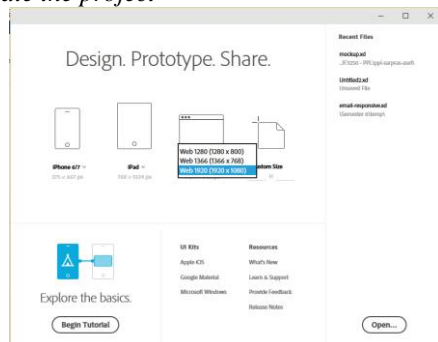 ate the project
Design. Prototype. Share.
iPhone 6/7
375 x 667 px
iPad
768 x 1024 px
Web 1280 (1280 x 800)
Web 1366 (1366 x 768)
Web 1920 (1920 x 1080)
stom Size
Explore the basics.
Begin Tutorial
UI Kits
Apple iOS
Google Material
Microsoft Windows
Resources
What's New
Learn & Support
Provide Feedback
Release Notes
Recent Files
mockup.xd
Untitled2.xd
Unsaved File
email-responsive.xd
Open...